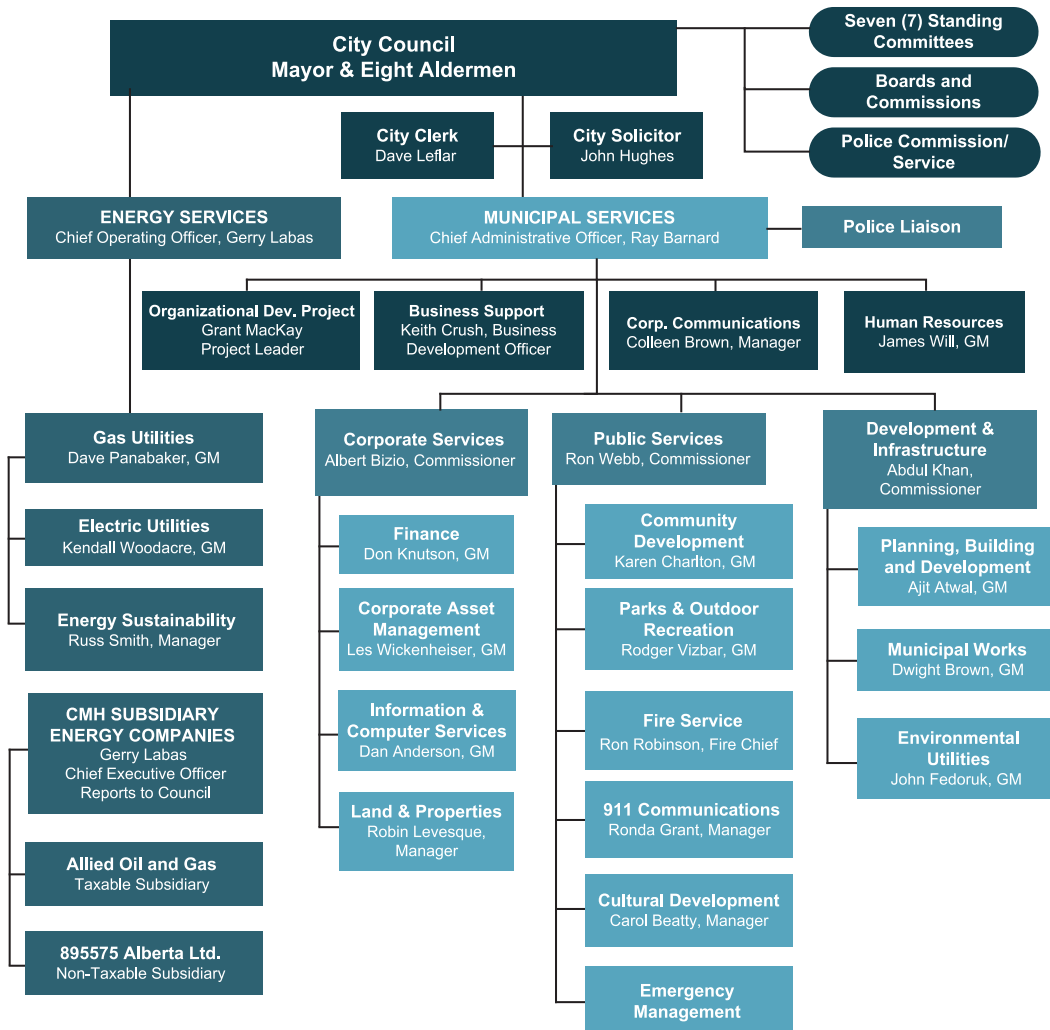 City Council
Mayor & Eight Aldermen
Seven (7) Standing
Committees
Boards and
Commissions
Police Commission/
Service
City Clerk
Dave Leflar
City Solicitor
John Hughes
ENERGY SERVICES
Chief Operating Officer, Gerry Labas
MUNICIPAL SERVICES
Chief Administrative Officer, Ray Barnard
Police Liaison
Organizational Dev. Project
Grant MacKay
Project Leader
Business Support
Keith Crush, Business
Development Officer
Corp. Communications
Colleen Brown, Manager
Human Resources
James Will, GM
Gas Utilities
Dave Panabaker, GM
Electric Utilities
Kendall Woodacre, GM
Energy Sustainability
Russ Smith, Manager
CMH SUBSIDIARY
ENERGY COMPANIES
Gerry Labas
Chief Executive Officer
Reports to Council
Allied Oil and Gas
Taxable Subsidiary
895575 Alberta Ltd.
Non-Taxable Subsidiary
Corporate Services
Albert Bizio, Commissioner
Finance
Don Knutson, GM
Corporate Asset
Management
Les Wickenheiser, GM
Information &
Computer Services
Dan Anderson, GM
Land & Properties
Robin Levesque,
Manager
Public Services
Ron Webb, Commissioner
Community
Development
Karen Charlton, GM
Parks & Outdoor
Recreation
Rodger Vizbar, GM
Fire Service
Ron Robinson, Fire Chief
911 Communications
Ronda Grant, Manager
Cultural Development
Carol Beatty, Manager
Emergency
Management
Development &
Infrastructure
Abdul Khan,
Commissioner
Planning, Building
and Development
Ajit Atwal, GM
Municipal Works
Dwight Brown, GM
Environmental
Utilities
John Fedoruk, GM